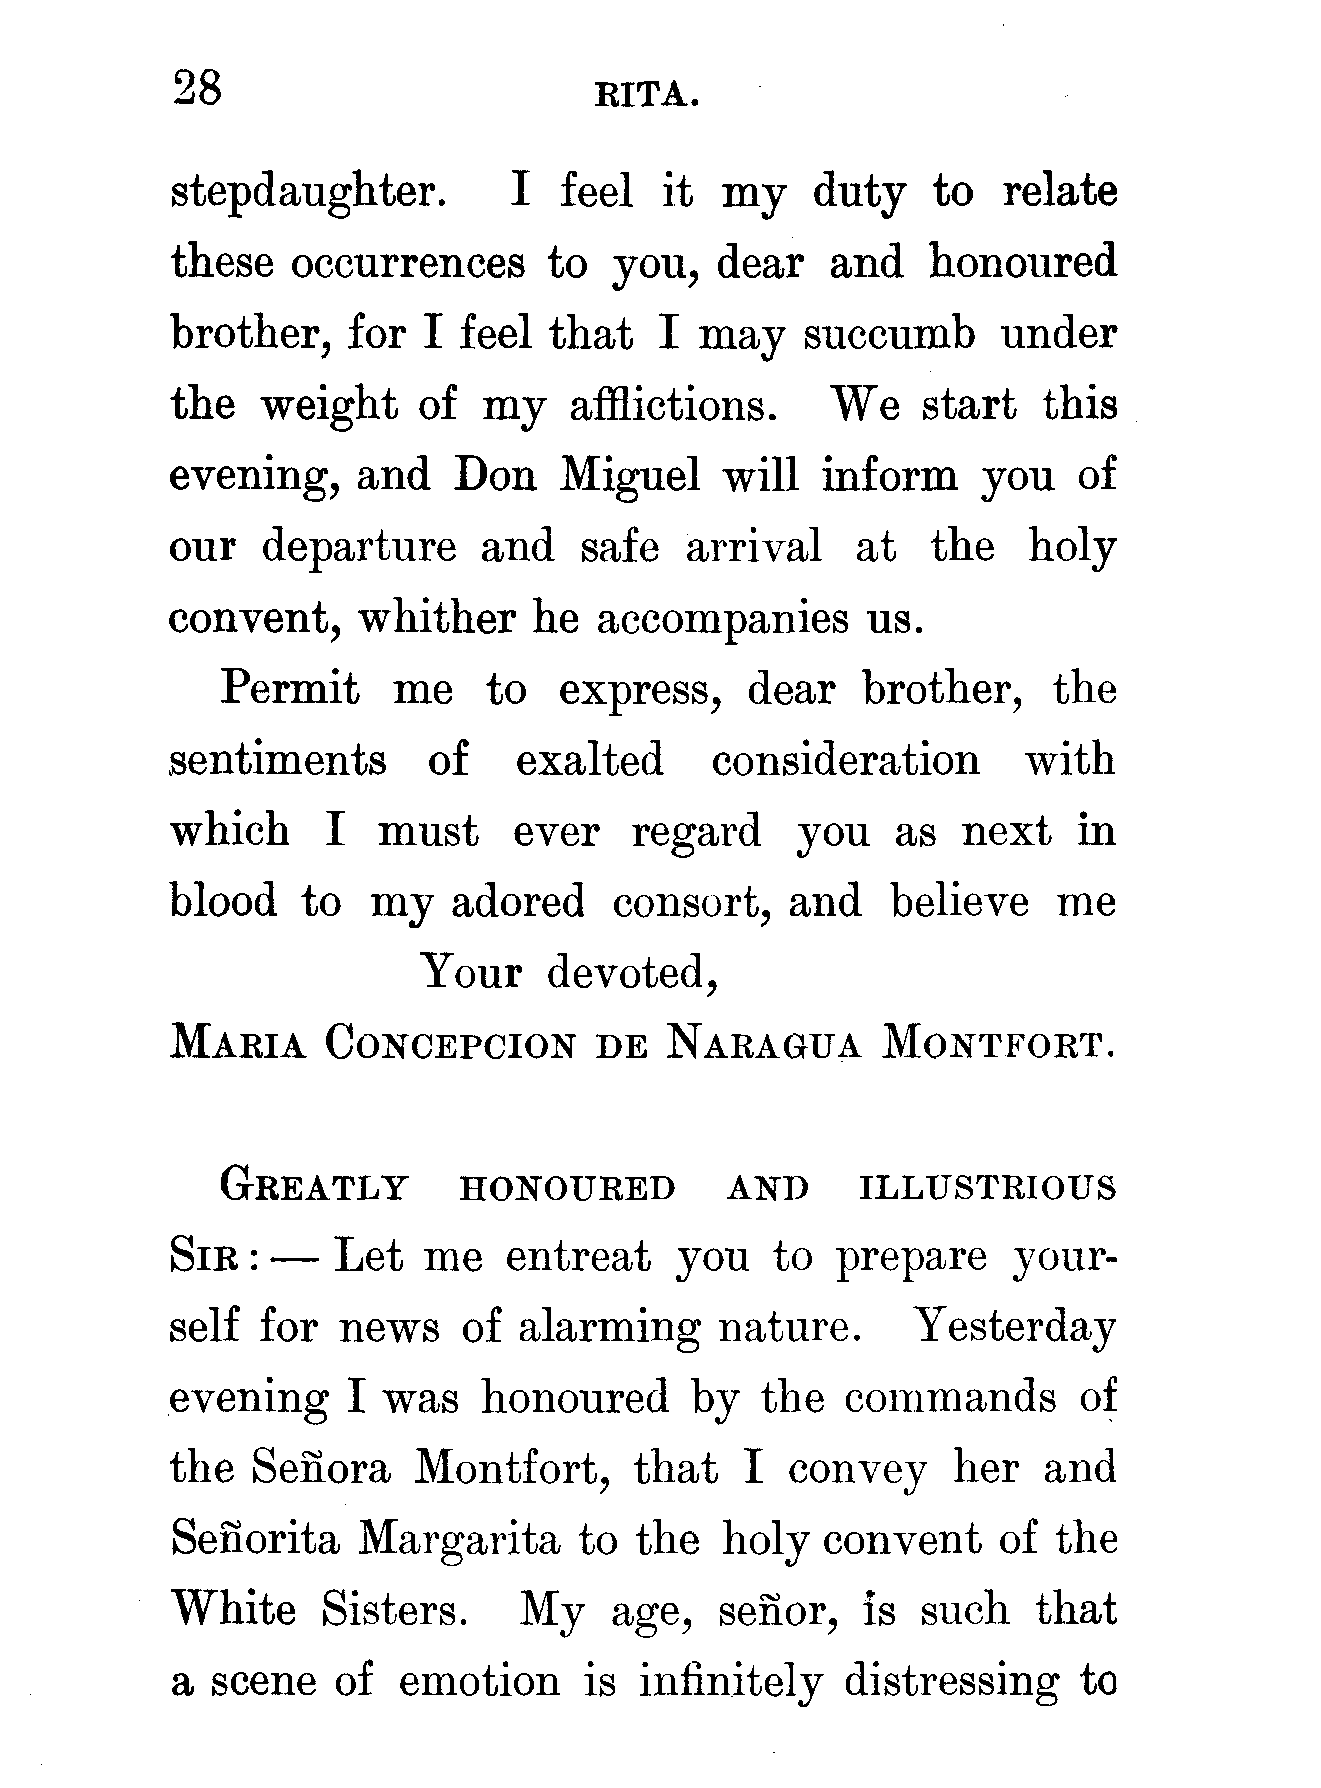 28 RITA.
stepdaughter. I feel it my duty to relate
these occurrences to you, dear and honoured
brother, for I feel that I may succumb under
the weight of my afflictions. We start this
evening, and Don Miguel will inform you of
our departure and safe arrival at the holy
convent, whither he accompanies us.
Permit me to express, dear brother, the
sentiments of exalted consideration with
which I must ever regard you as next in
blood to my adored consort, and believe me
Your devoted,
MARIA CONCEPCION DE NARAGUA MONTFORT.
GREATLY HONOURED AND ILLUSTRIOUS
SIR: — Let me entreat you to prepare your-
self for news of alarming nature. Yesterday
evening I was honoured by the commands of
the Señora Montfort, that I convey her and
Señorita Margarita to the holy convent of the
White Sisters. My age, señor, is such that
a scene of emotion is infinitely distressing to